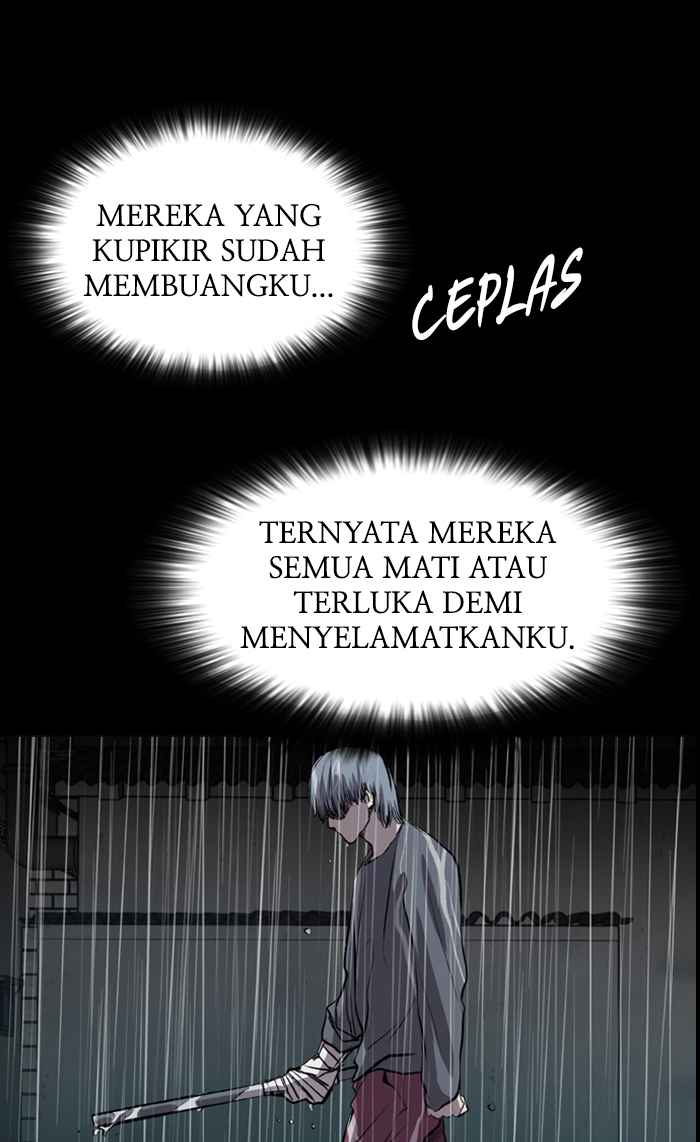 MEREKA YANG
KUPIKIR SUDAH
MEMBUANGKU...
CEPLAS
TERNYATA MEREKA
SEMUA MATI ATAU
TERLUKA DEMI
MENYELAMATKANKU.